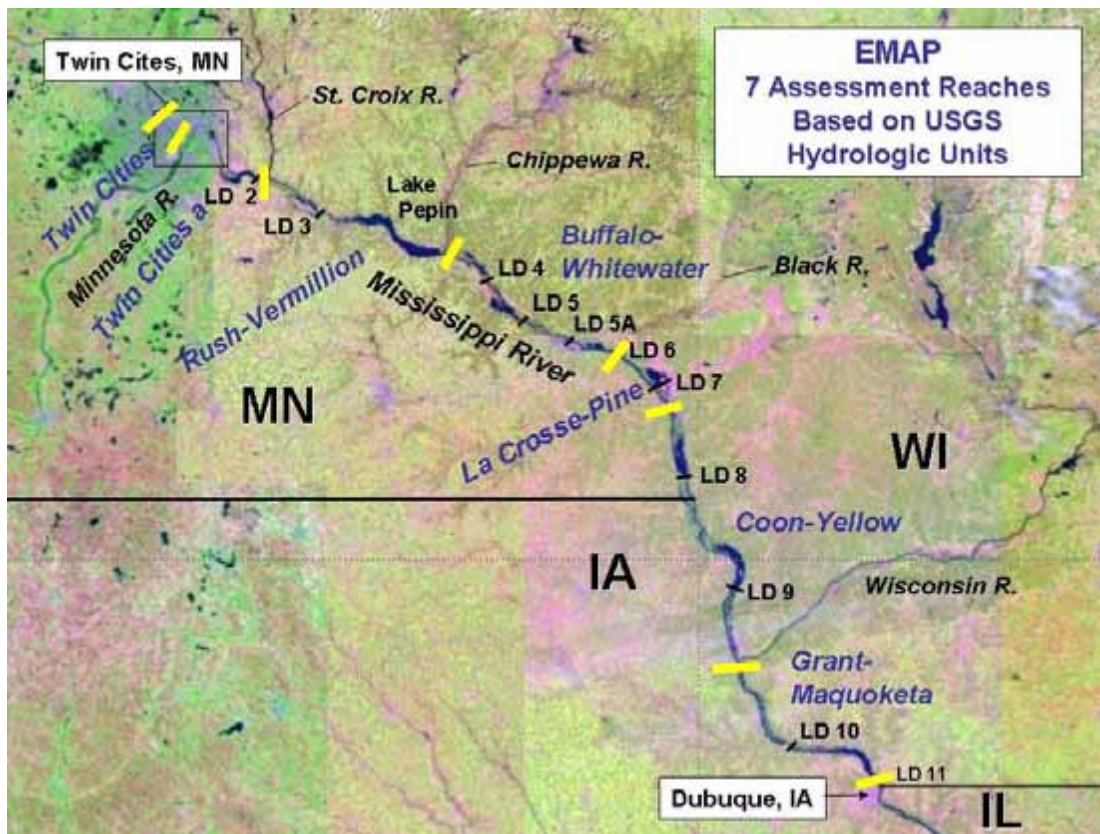 Twin Cites, MN
EMAP
7 Assessment Reaches
Based on USGS
Hydrologic Units
St. Croix R.
Chippewa R.
Twin Cities
Minnesota R.
Twin Cities a
LD 2
LD 3
Lake
Pepin
Rush-Vermillion
Mississippi River
Buffalo-
Whitewater
Black R.
LD 4
LD 5
LD 5A
LD 6
LD 7
MN
La Crosse-Pine
WI
LD 8
Coon-Yellow
IA
LD 9
Wisconsin R.
Grant-
Maquoketa
LD 10
LD 11
Dubuque, IA
IL